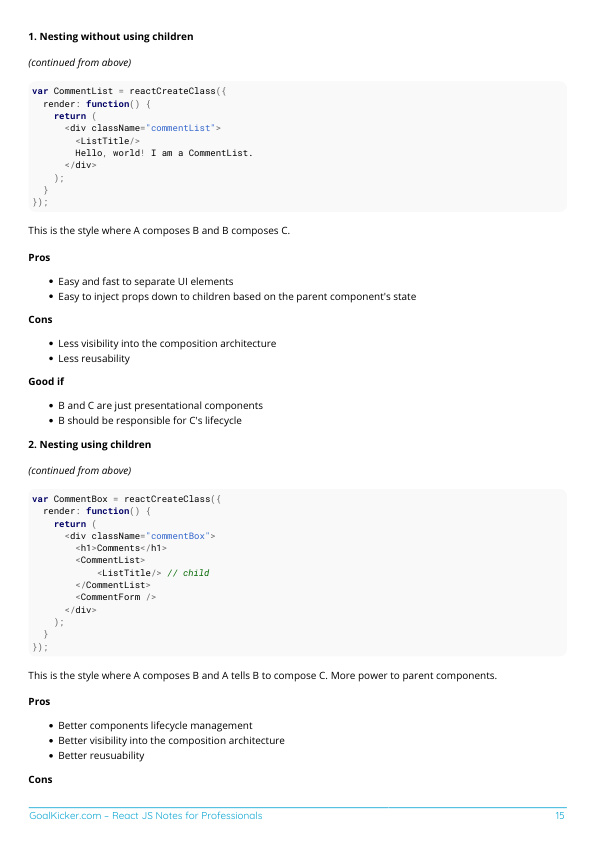 1. Nesting without using children
(continued from above)
var CommentList = reactCreateClass({
  render: function() {
    return (
      <div className="commentList">
        <ListTitle/>
        Hello, world! I am a CommentList.
      </div>
    );
  }
});
This is the style where A composes B and B composes C.
Pros
• Easy and fast to separate UI elements
• Easy to inject props down to children based on the parent component's state
Cons
• Less visibility into the composition architecture
• Less reusability
Good if
• B and C are just presentational components
• B should be responsible for C's lifecycle
2. Nesting using children
(continued from above)
var CommentBox = reactCreateClass({
  render: function() {
    return (
      <div className="commentBox">
        <h1>Comments</h1>
        <CommentList>
            <ListTitle/> // child
        </CommentList>
        <CommentForm />
      </div>
    );
  }
});
This is the style where A composes B and A tells B to compose C. More power to parent components.
Pros
• Better components lifecycle management
• Better visibility into the composition architecture
• Better reusuability
Cons
GoalKicker.com – React JS Notes for Professionals 15